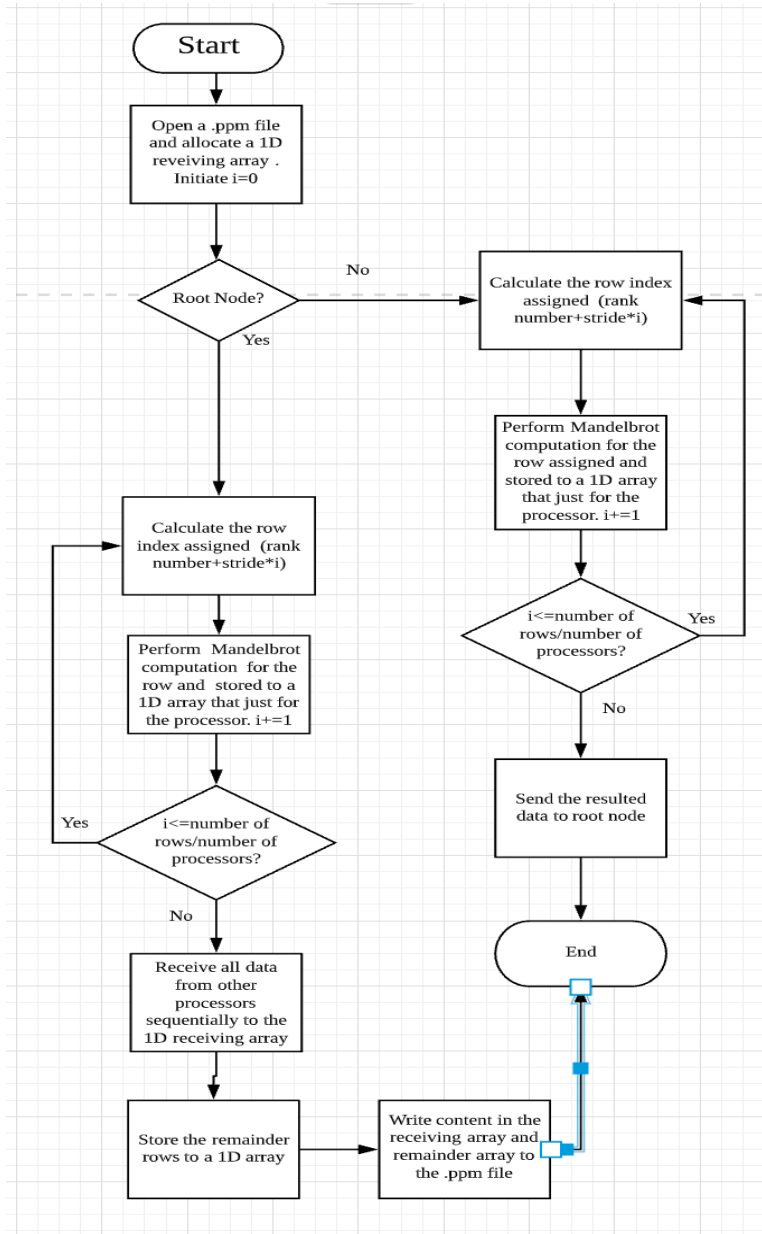 Start
Open a .ppm file
and allocate a 1D
reveiving array .
Initiate i=0
Root Node?
No
Yes
Calculate the row index
assigned  (rank
number+stride*i)
Perform Mandelbrot
computation for the
row assigned and
stored to a 1D array
that just for the
processor. i+=1
i<=number of
rows/number of
processors?
Yes
No
Send the resulted
data to root node
End
Calculate the row
index assigned  (rank
number+stride*i)
Perform  Mandelbrot
computation  for the
row and  stored to a
1D array that just for
the processor. i+=1
i<=number of
rows/number of
processors?
Yes
No
Receive all data
from other
processors
sequentially to the
1D receiving array
Store the remainder
rows to a 1D array
Write content in the
receiving array and
remainder array to
the .ppm file